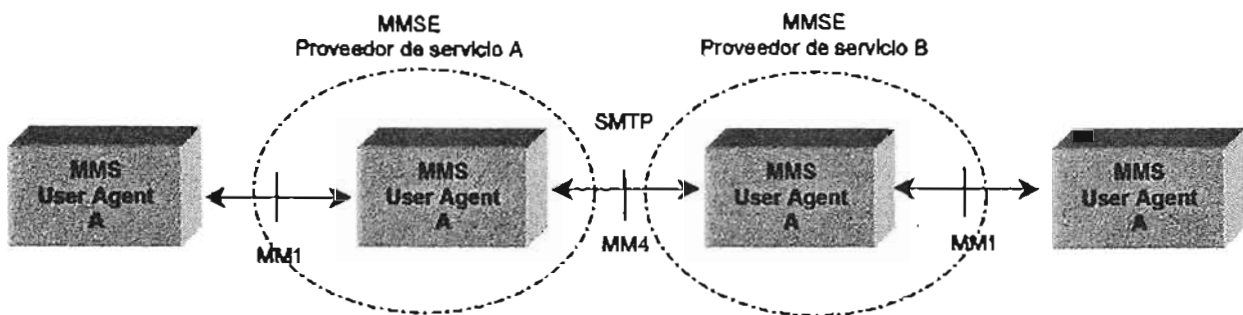 MMSE
Proveedor de servicio A
MMSE
Proveedor de servicio B
SMTP
MMS
User Agent
A
MMS
User Agent
A
MMS
User Agent
A
MMS
User Agent
A
MM1
MM4
MM1